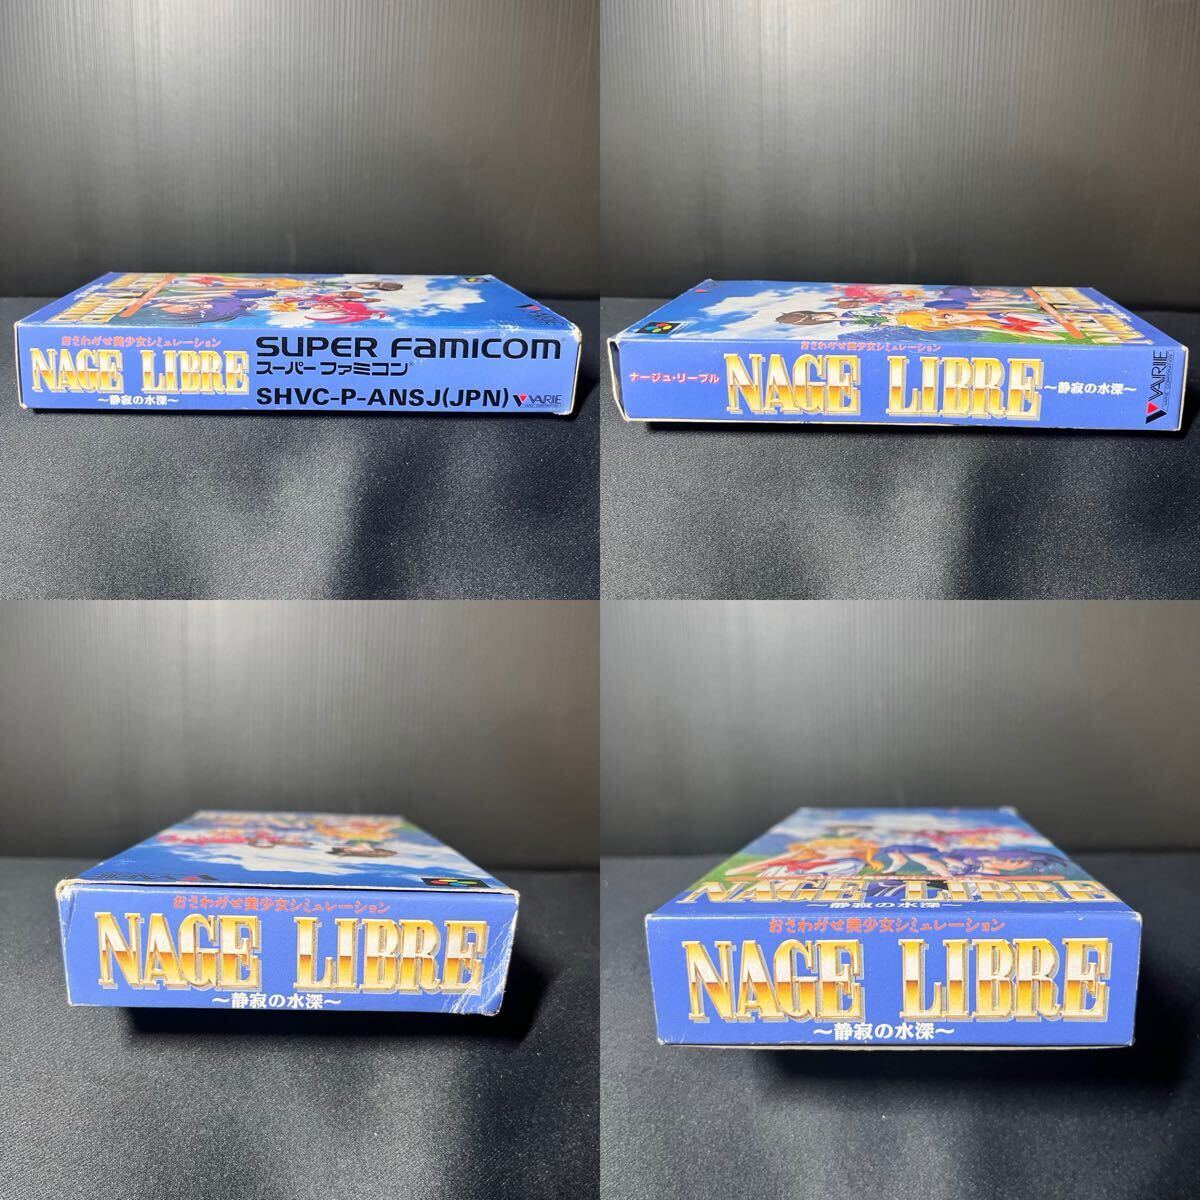 おさわがせ美少女シミュレーション
NAGE LIBRE
〜静寂の水深〜
SUPER FAMICOM
スーパーファミコン
SHVC-P-ANSJ(JPN)
VARIE
ナージュ・リーブル
おさわがせ美少女シミュレーション
NAGE LIBRE
〜静寂の水深〜
VARIE
おさわがせ美少女シミュレーション
NAGE LIBRE
〜静寂の水深〜
NAGE LIBRE
〜静寂の水深〜
おさわがせ美少女シミュレーション
NAGE LIBRE
〜静寂の水深〜